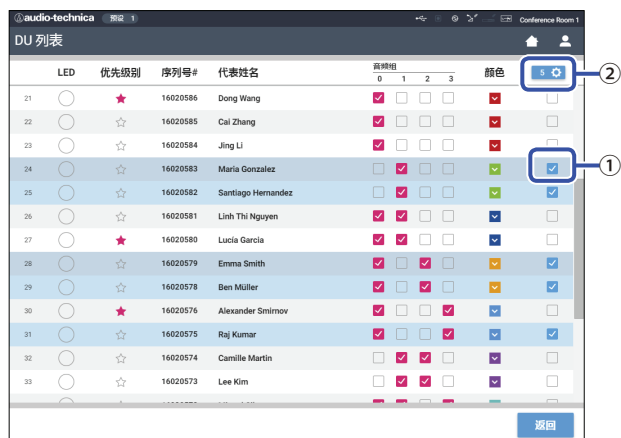 audio-technica 预设 1 Conference Room 1
DU 列表
LED 优先级别 序列号# 代表姓名 音频组 0 1 2 3 颜色 5
②
21 16020586 Dong Wang
22 16020585 Cai Zhang
23 16020584 Jing Li
24 16020583 Maria Gonzalez
①
25 16020582 Santiago Hernandez
26 16020581 Linh Thi Nguyen
27 16020580 Lucía Garcia
28 16020579 Emma Smith
29 16020578 Ben Müller
30 16020576 Alexander Smirnov
31 16020575 Raj Kumar
32 16020574 Camille Martin
33 16020573 Lee Kim
返回